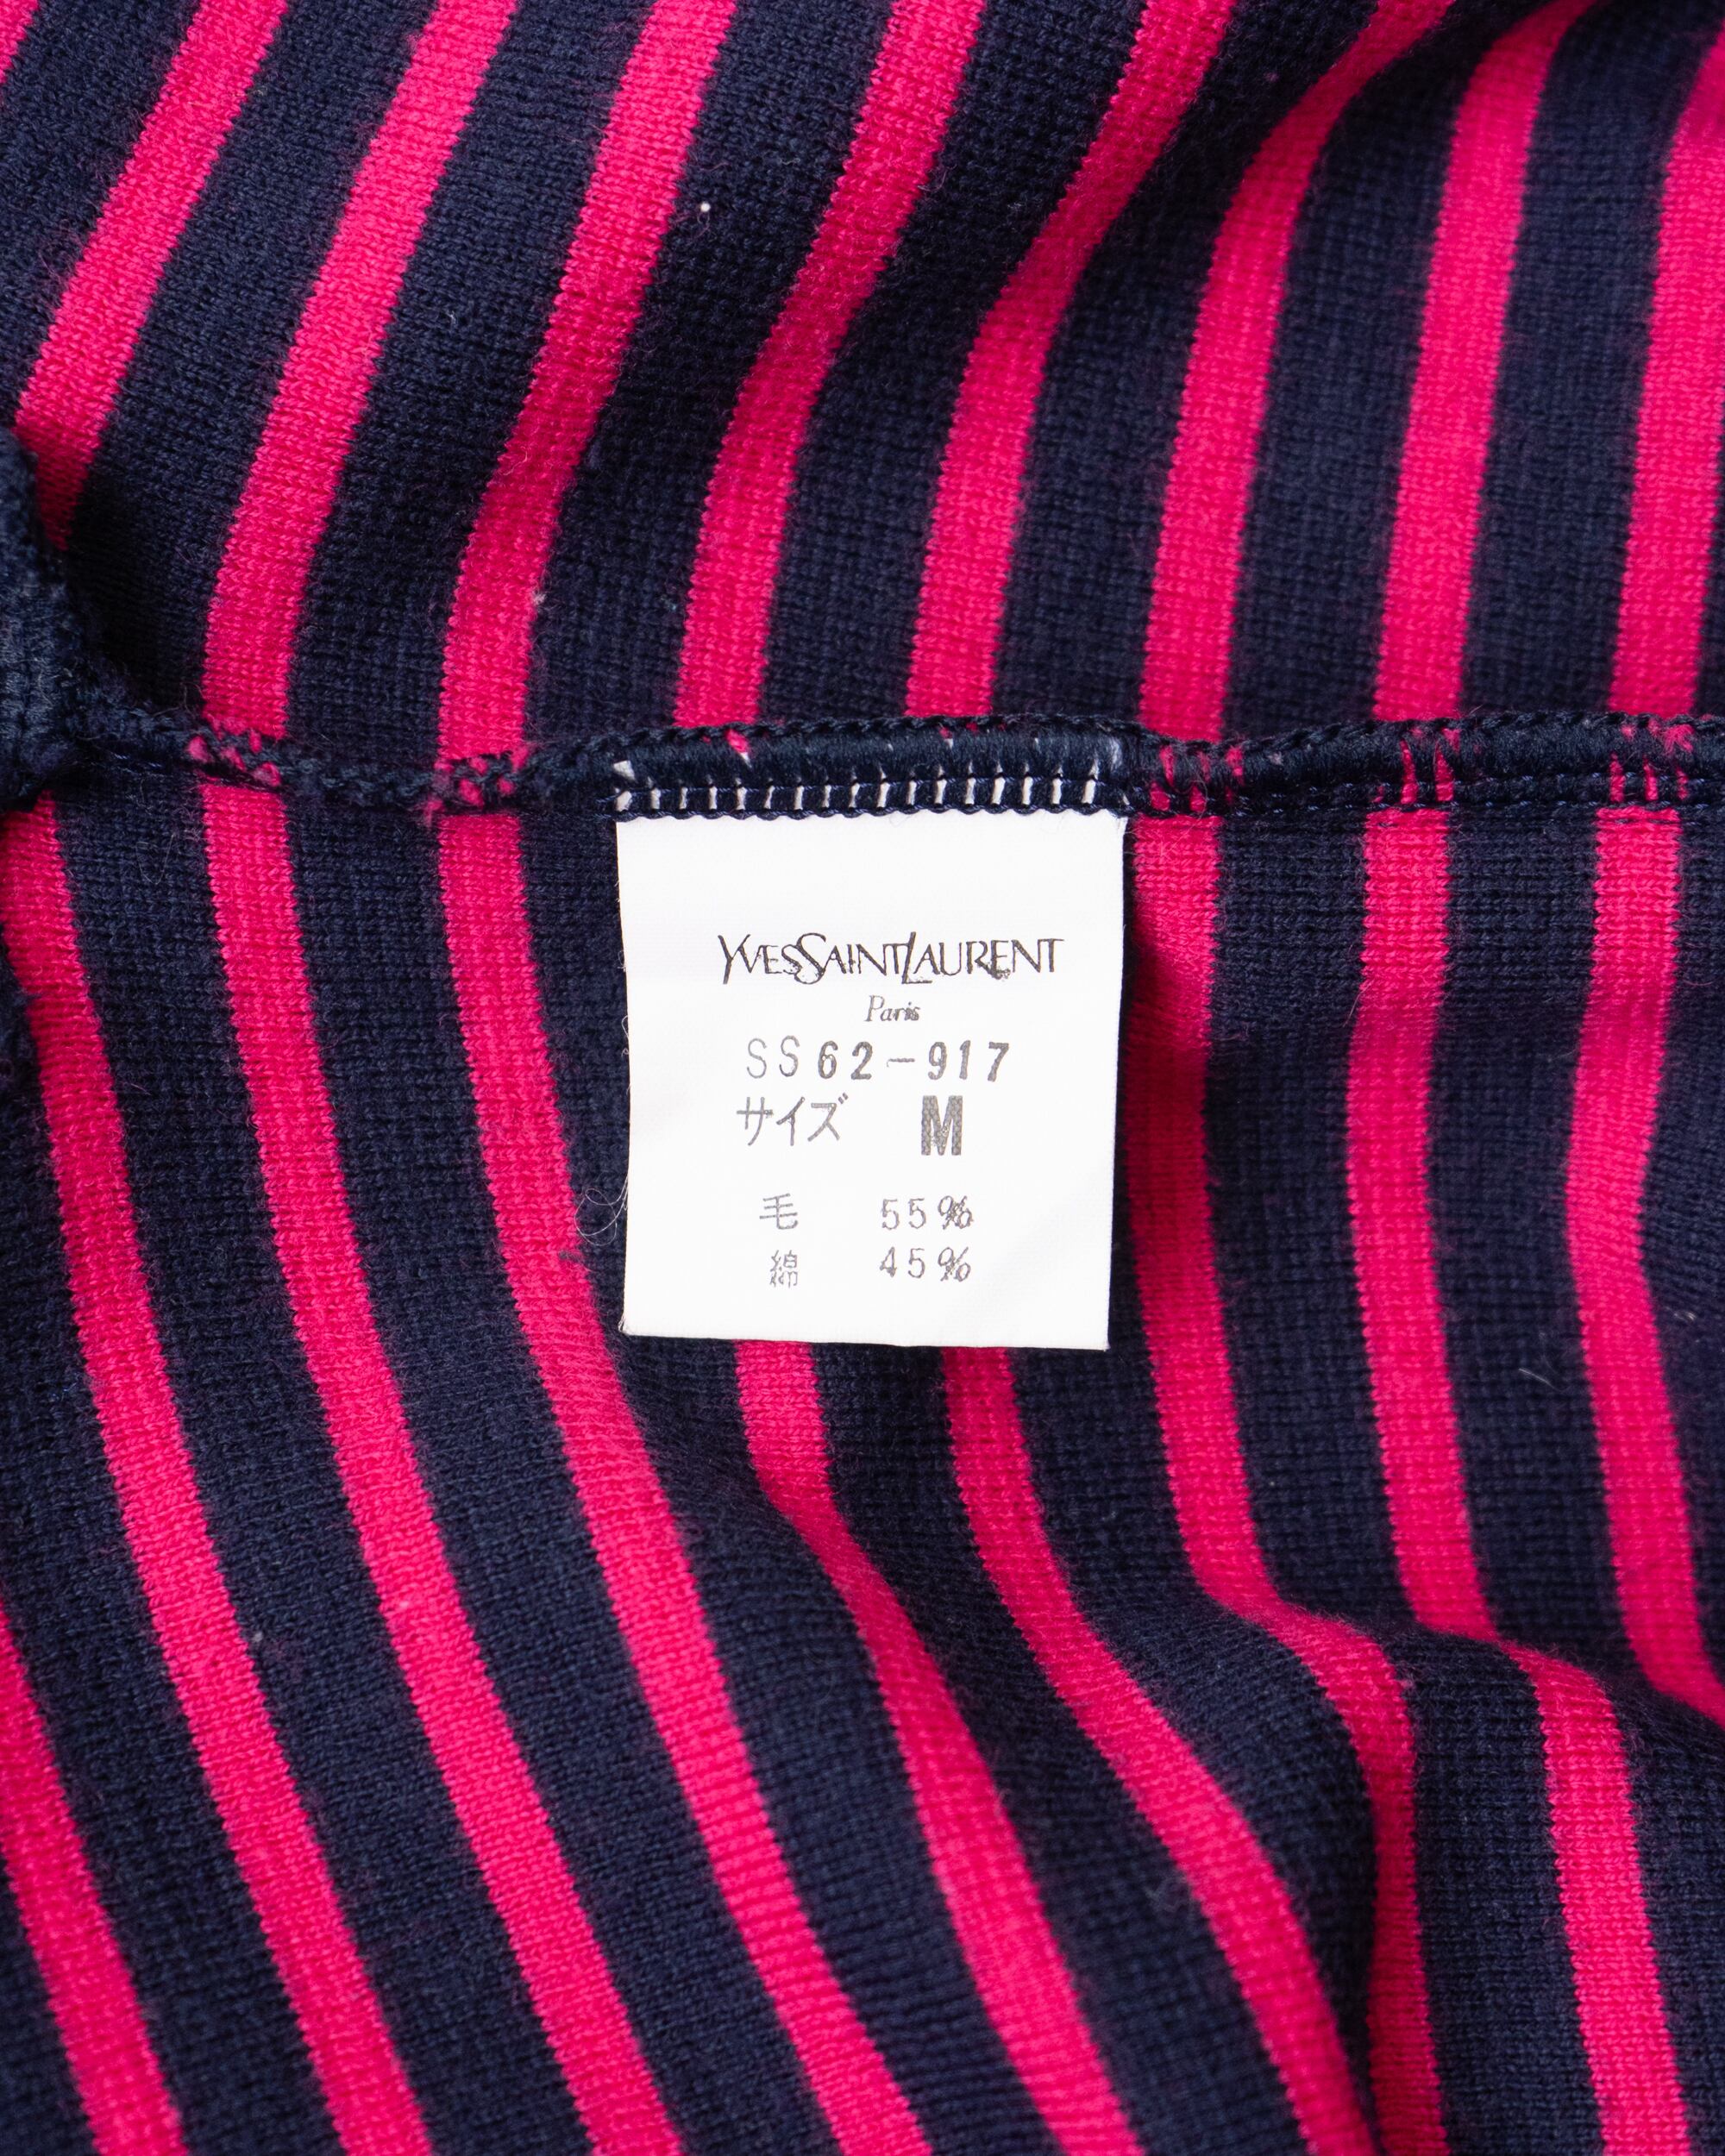 YVESSAINTLAURENT
Paris
SS62-917
サイズ M
毛 55%
綿 45%